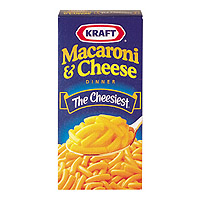 KRAFT
Macaroni
& Cheese
DINNER
The Cheesiest